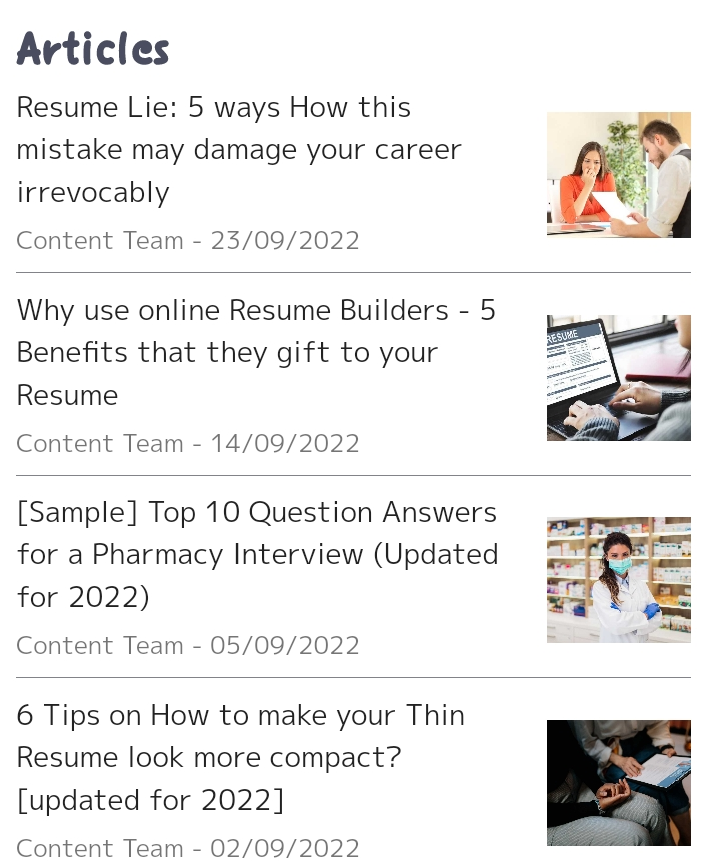 Articles
Resume Lie: 5 ways How this
mistake may damage your career
irrevocably
Content Team - 23/09/2022
Why use online Resume Builders - 5
Benefits that they gift to your
Resume
Content Team - 14/09/2022
RESUME
[Sample] Top 10 Question Answers
for a Pharmacy Interview (Updated
for 2022)
Content Team - 05/09/2022
6 Tips on How to make your Thin
Resume look more compact?
[updated for 2022]
Content Team - 02/09/2022